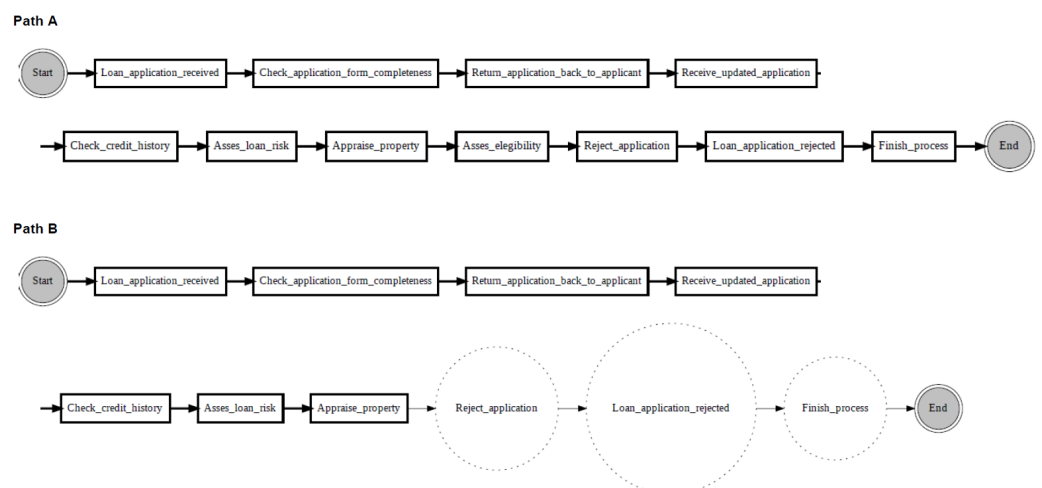 Path A
Start Loan_application_received Check_application_form_completeness Return_application_back_to_applicant Receive_updated_application
Check_credit_history Asses_loan_risk Appraise_property Asses_elegibility Reject_application Loan_application_rejected Finish_process End
Path B
Start Loan_application_received Check_application_form_completeness Return_application_back_to_applicant Receive_updated_application
Check_credit_history Asses_loan_risk Appraise_property Reject_application Loan_application_rejected Finish_process End